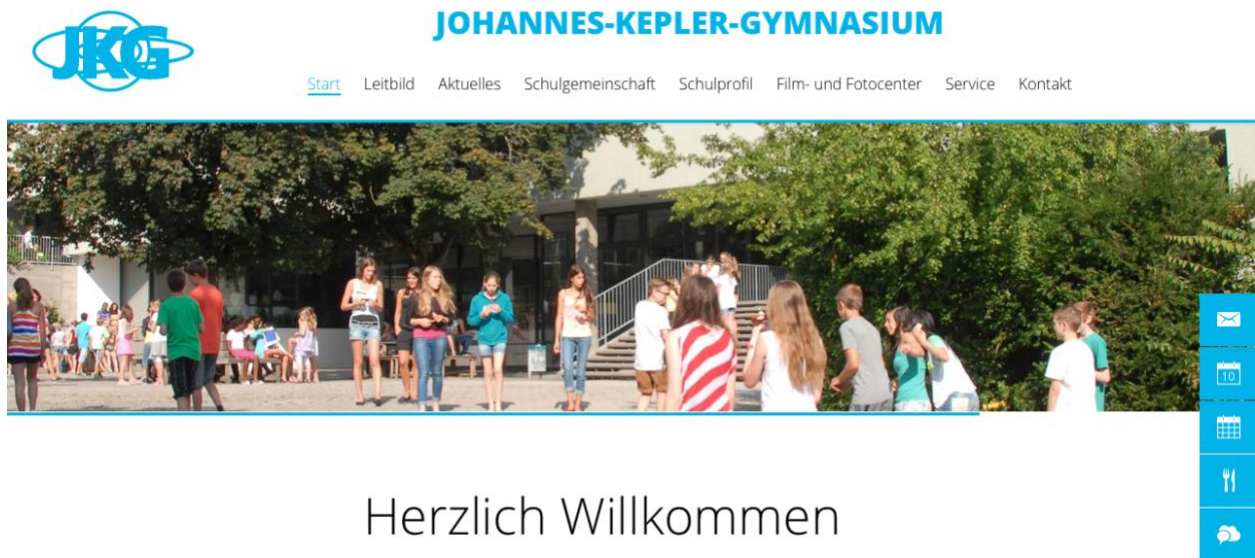 JKG
JOHANNES-KEPLER-GYMNASIUM
Start Leitbild Aktuelles Schulgemeinschaft Schulprofil Film- und Fotocenter Service Kontakt
10
Herzlich Willkommen